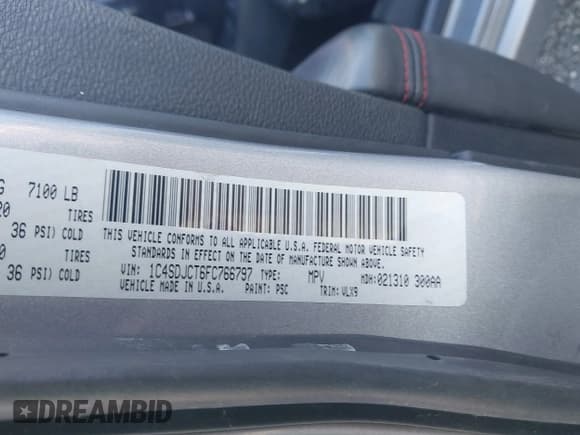 G 7100 LB
20 TIRES
36 PSI) COLD
0 TIRES
36 PSI) COLD
THIS VEHICLE CONFORMS TO ALL APPLICABLE U.S.A. FEDERAL MOTOR VEHICLE SAFETY
STANDARDS IN EFFECT ON THE DATE OF MANUFACTURE SHOWN ABOVE.
VIN: 1C4SDJCT6FC766797 TYPE: MPV MDH:021310 300AA
VEHICLE MADE IN U.S.A. PAINT: PSC TRIM: VLX9
DREAMBID